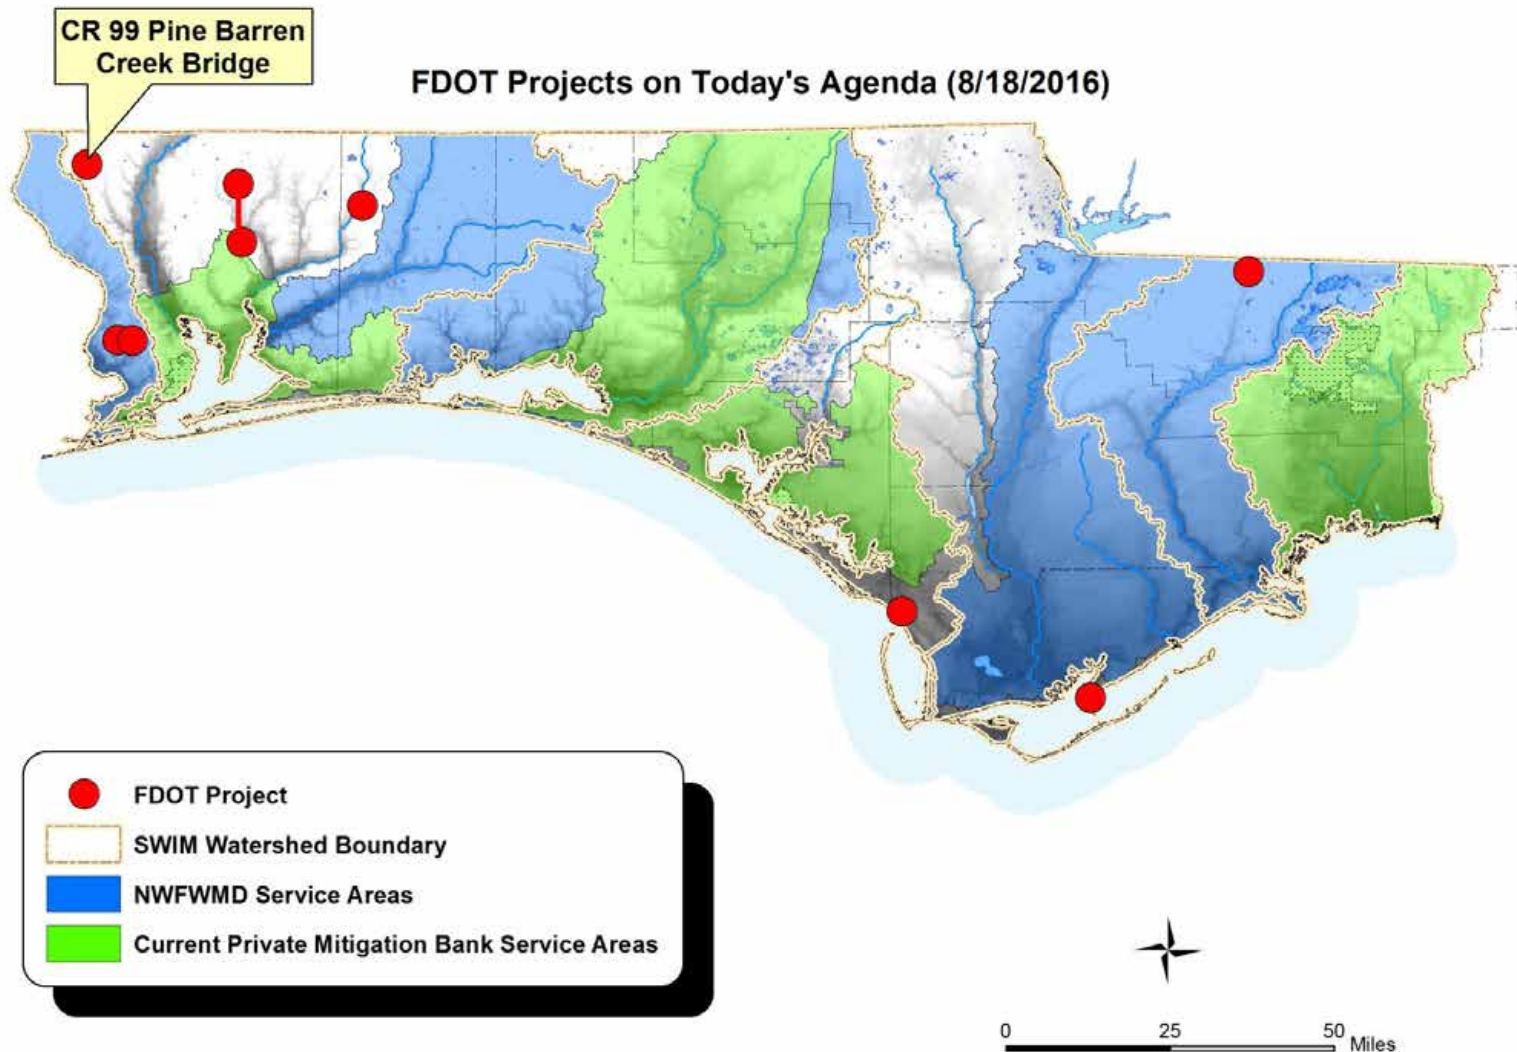 CR 99 Pine Barren
Creek Bridge
FDOT Projects on Today's Agenda (8/18/2016)
FDOT Project
SWIM Watershed Boundary
NWFWMD Service Areas
Current Private Mitigation Bank Service Areas
0 25 50 Miles